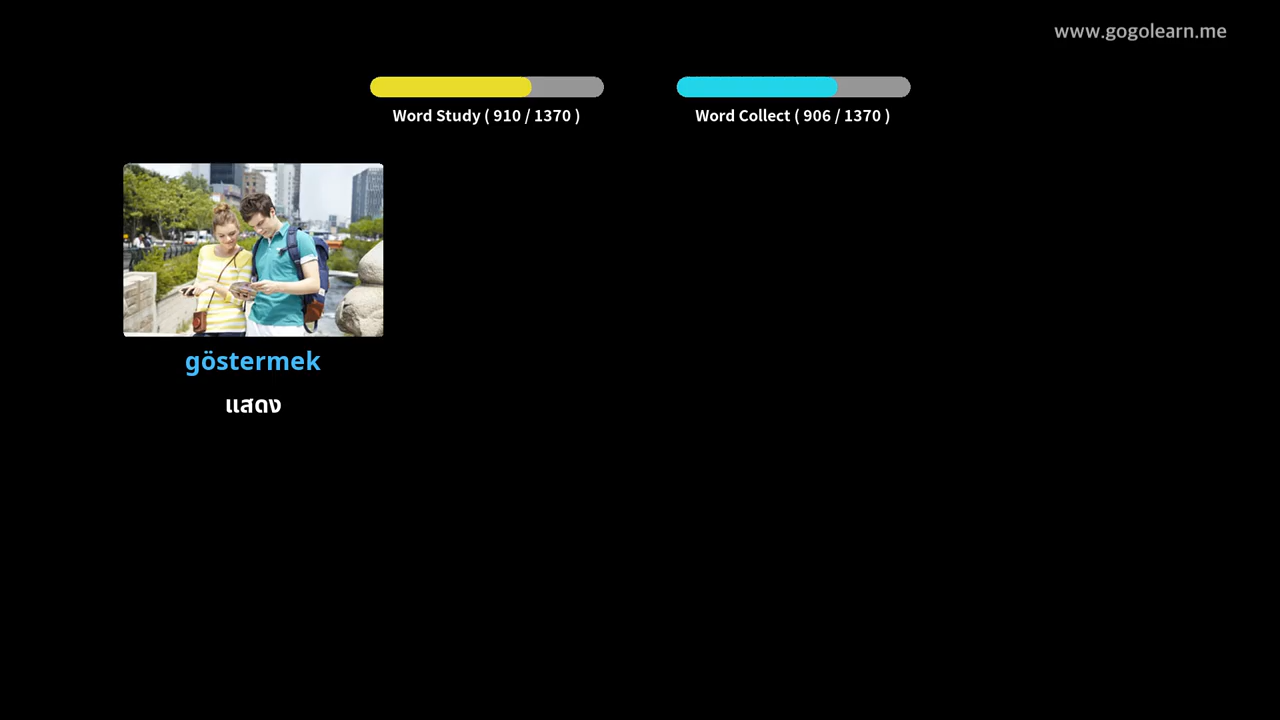 www.gogolearn.me
Word Study ( 910 / 1370 )
Word Collect ( 906 / 1370 )
göstermek
แสดง